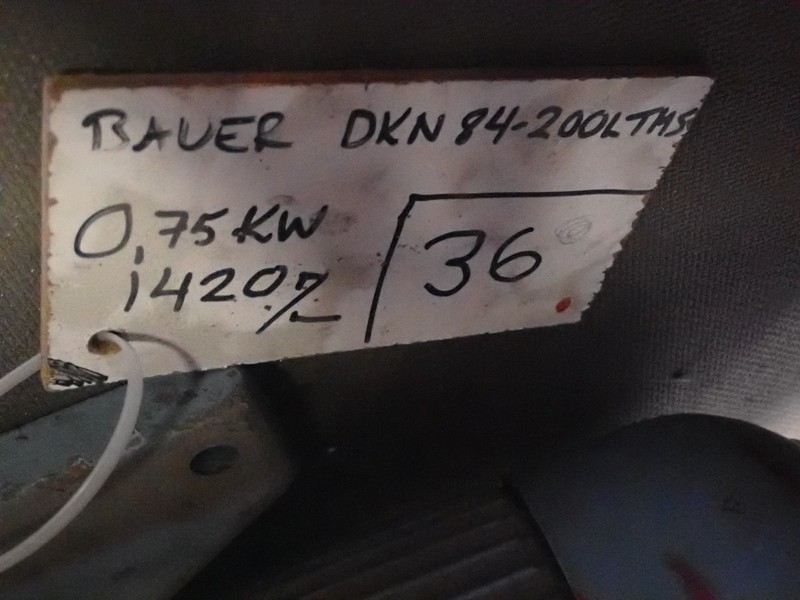 BAUER DKN 84-200LTHS
0,75 KW
1420%
36